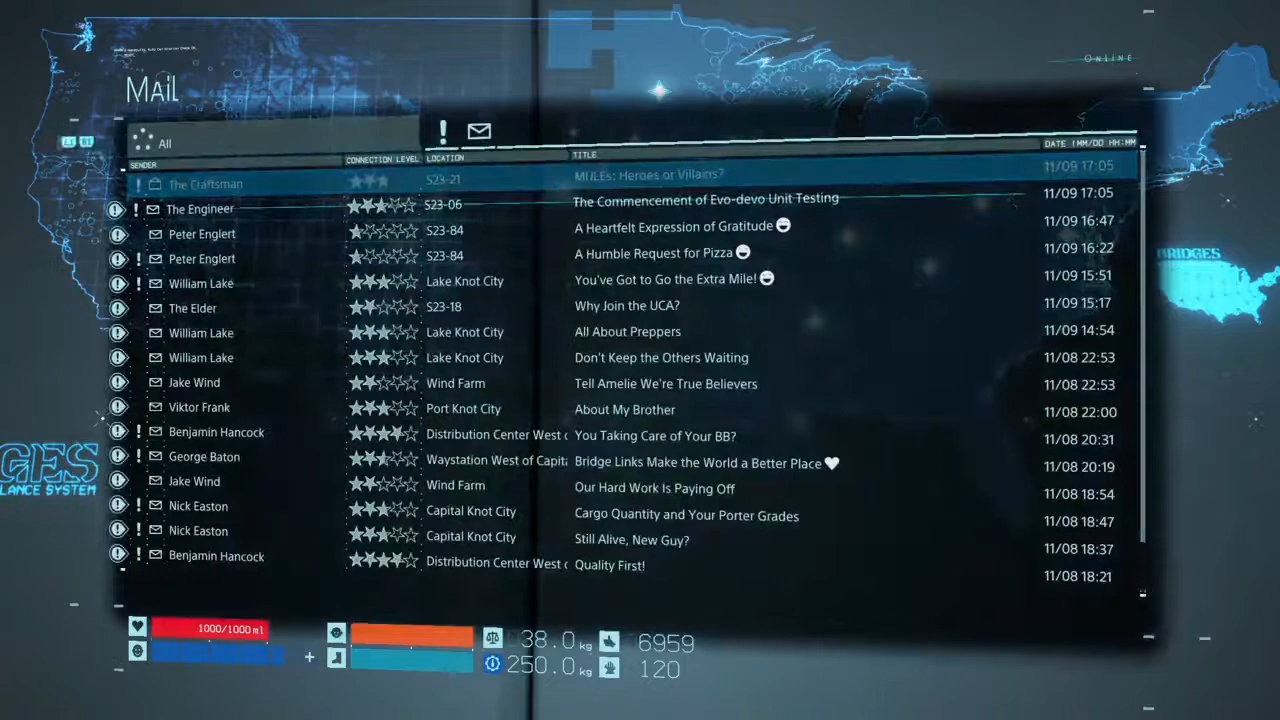 Mail
ONLINE
All
SENDER CONNECTION LEVEL LOCATION TITLE DATE (MM/DD HH:MM
The Craftsman S23-21 MULEs: Heroes or Villains? 11/09 17:05
The Engineer S23-06 The Commencement of Evo-devo Unit Testing 11/09 17:05
Peter Englert S23-84 A Heartfelt Expression of Gratitude 11/09 16:47
Peter Englert S23-84 A Humble Request for Pizza 11/09 16:22
William Lake Lake Knot City You've Got to Go the Extra Mile! 11/09 15:51
The Elder S23-18 Why Join the UCA? 11/09 15:17
William Lake Lake Knot City All About Preppers 11/09 14:54
William Lake Lake Knot City Don't Keep the Others Waiting 11/08 22:53
Jake Wind Wind Farm Tell Amelie We're True Believers 11/08 22:53
Viktor Frank Port Knot City About My Brother 11/08 22:00
Benjamin Hancock Distribution Center West c You Taking Care of Your BB? 11/08 20:31
George Baton Waystation West of Capita Bridge Links Make the World a Better Place 11/08 20:19
Jake Wind Wind Farm Our Hard Work Is Paying Off 11/08 18:54
Nick Easton Capital Knot City Cargo Quantity and Your Porter Grades 11/08 18:47
Nick Easton Capital Knot City Still Alive, New Guy? 11/08 18:37
Benjamin Hancock Distribution Center West c Quality First! 11/08 18:21
BRIDGES
GES
LANCE SYSTEM
1000/1000 ml
38.0 kg 6959
+ 250.0 kg 120